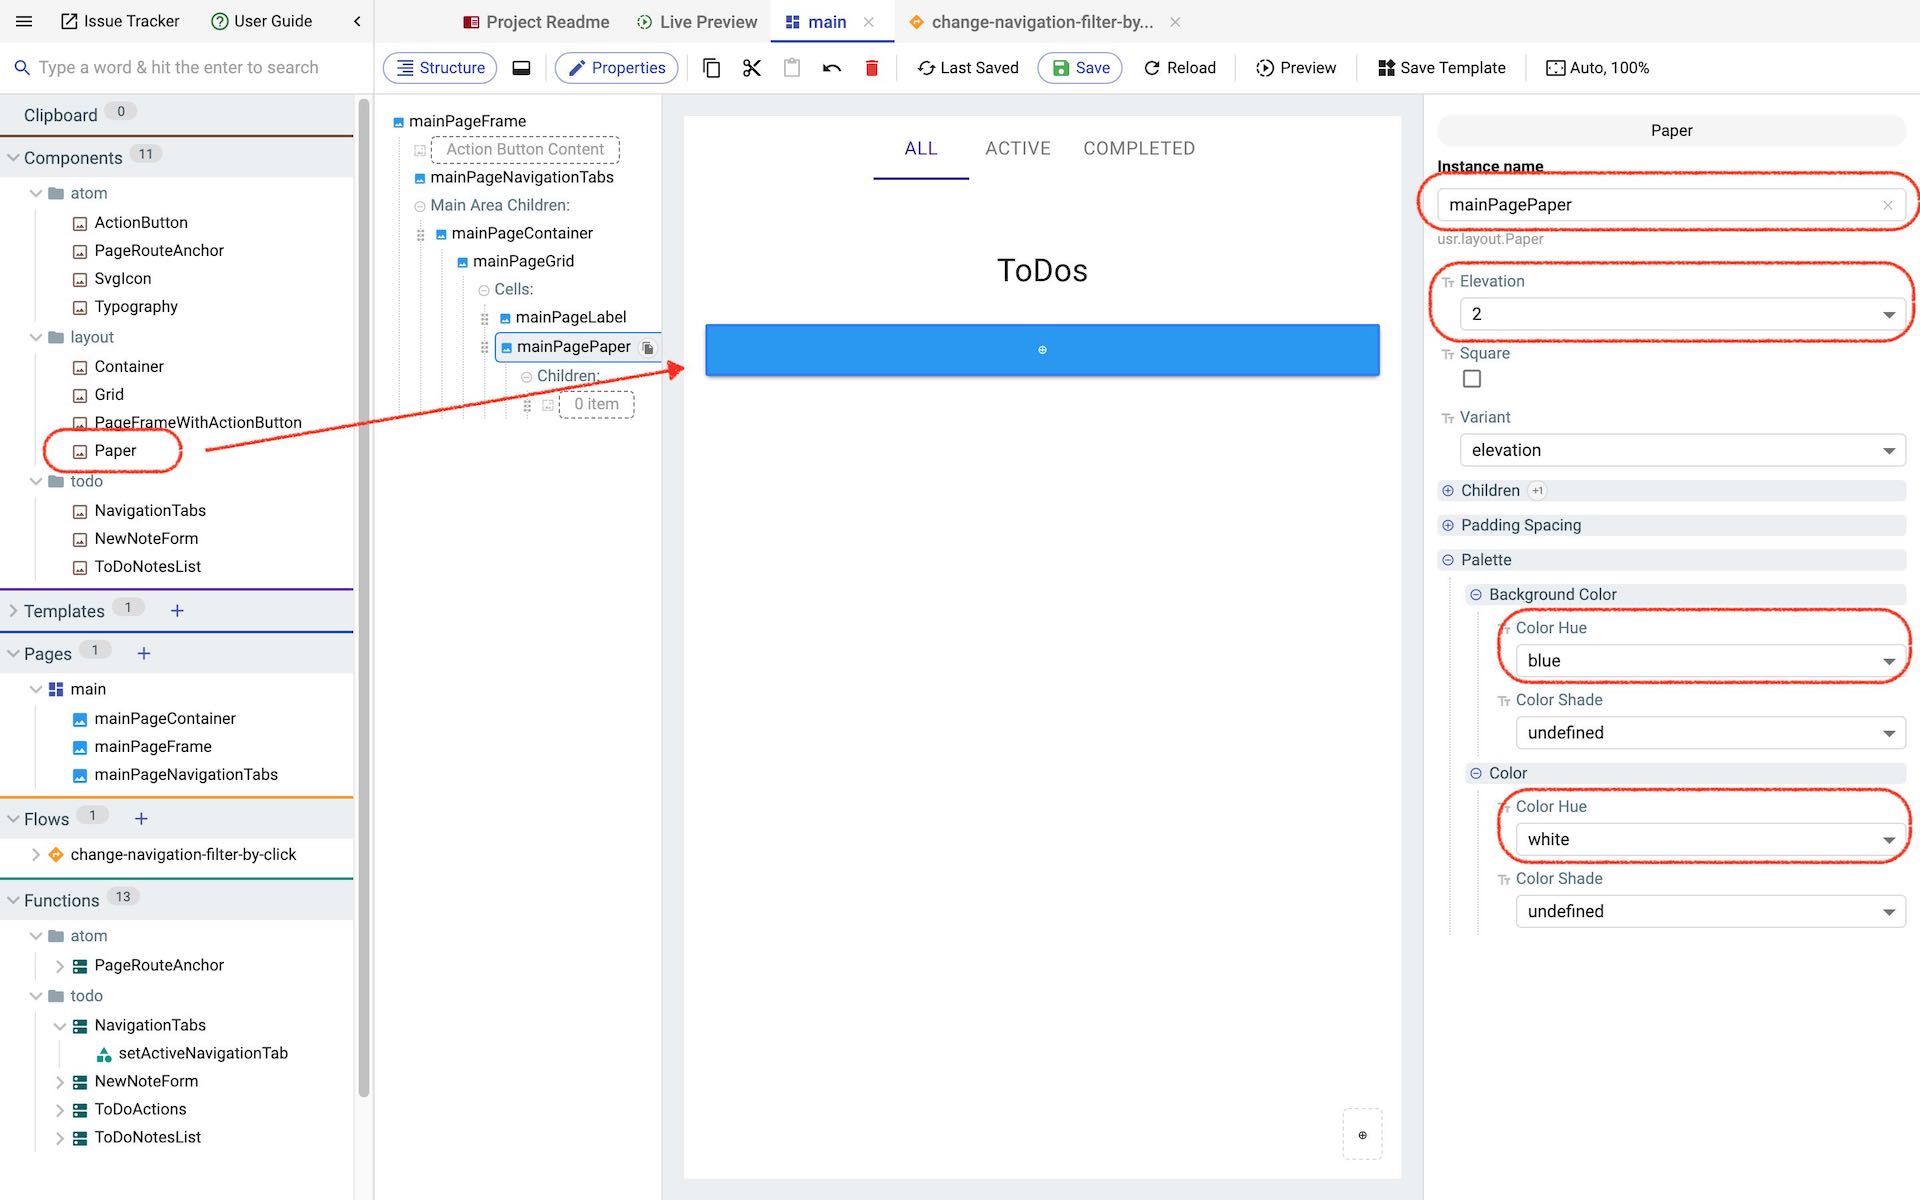 Issue Tracker
User Guide
Project Readme
Live Preview
main
change-navigation-filter-by...
Type a word & hit the enter to search
Structure
Properties
Last Saved
Save
Reload
Preview
Save Template
Auto, 100%
Clipboard 0
Components 11
atom
ActionButton
PageRouteAnchor
SvgIcon
Typography
layout
Container
Grid
PageFrameWithActionButton
Paper
todo
NavigationTabs
NewNoteForm
ToDoNotesList
Templates 1 +
Pages 1 +
main
mainPageContainer
mainPageFrame
mainPageNavigationTabs
Flows 1 +
change-navigation-filter-by-click
Functions 13
atom
PageRouteAnchor
todo
NavigationTabs
setActiveNavigationTab
NewNoteForm
ToDoActions
ToDoNotesList
mainPageFrame
Action Button Content
mainPageNavigationTabs
Main Area Children:
mainPageContainer
mainPageGrid
Cells:
mainPageLabel
mainPagePaper
Children:
0 item
ALL ACTIVE COMPLETED
ToDos
Paper
Instance name
mainPagePaper
usr.layout.Paper
Tт Elevation
2
Tт Square
Tт Variant
elevation
Children +1
Padding Spacing
Palette
Background Color
Color Hue
blue
Tт Color Shade
undefined
Color
Color Hue
white
Tт Color Shade
undefined